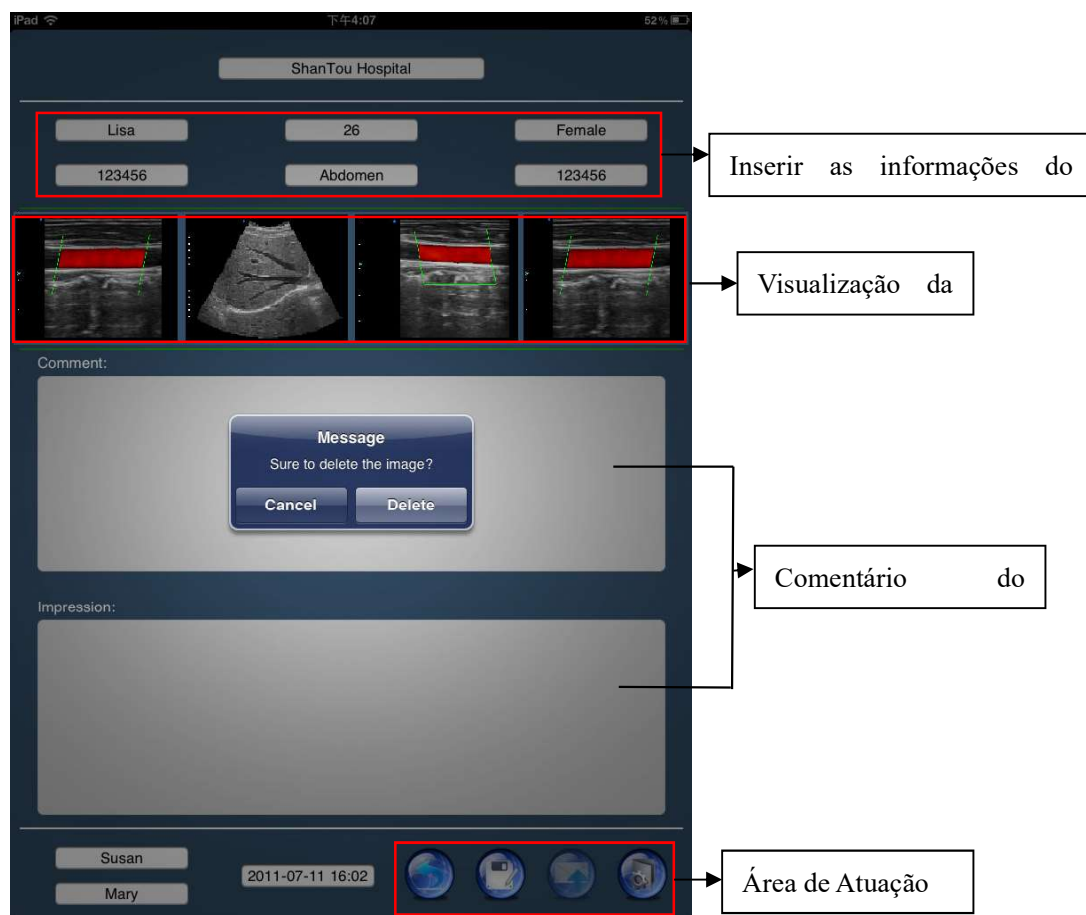 iPad 下午4:07 52%
ShanTou Hospital
Lisa 26 Female
123456 Abdomen 123456
Inserir as informações do
Visualização da
Comment:
Message
Sure to delete the image?
Cancel Delete
Comentário do
Impression:
Susan
2011-07-11 16:02
Mary
Área de Atuação